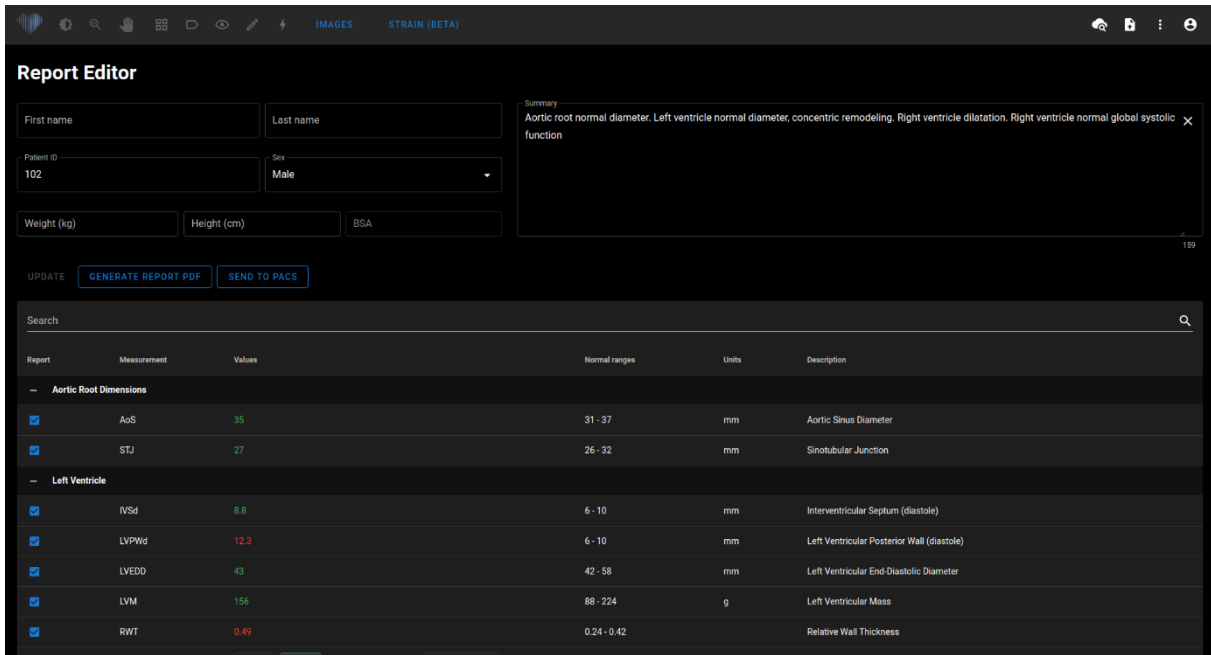 IMAGES STRAIN (BETA)
Report Editor
First name Last name
Summary
Aortic root normal diameter. Left ventricle normal diameter, concentric remodeling. Right ventricle dilatation. Right ventricle normal global systolic
function
Patient ID Sex
102 Male
Weight (kg) Height (cm) BSA
159
UPDATE GENERATE REPORT PDF SEND TO PACS
Search
Report Measurement Values Normal ranges Units Description
Aortic Root Dimensions
AoS 35 31 - 37 mm Aortic Sinus Diameter
STJ 27 26 - 32 mm Sinotubular Junction
Left Ventricle
IVSd 8.8 6 - 10 mm Interventricular Septum (diastole)
LVPWd 12.3 6 - 10 mm Left Ventricular Posterior Wall (diastole)
LVEDD 43 42 - 58 mm Left Ventricular End-Diastolic Diameter
LVM 156 88 - 224 g Left Ventricular Mass
RWT 0.49 0.24 - 0.42 Relative Wall Thickness